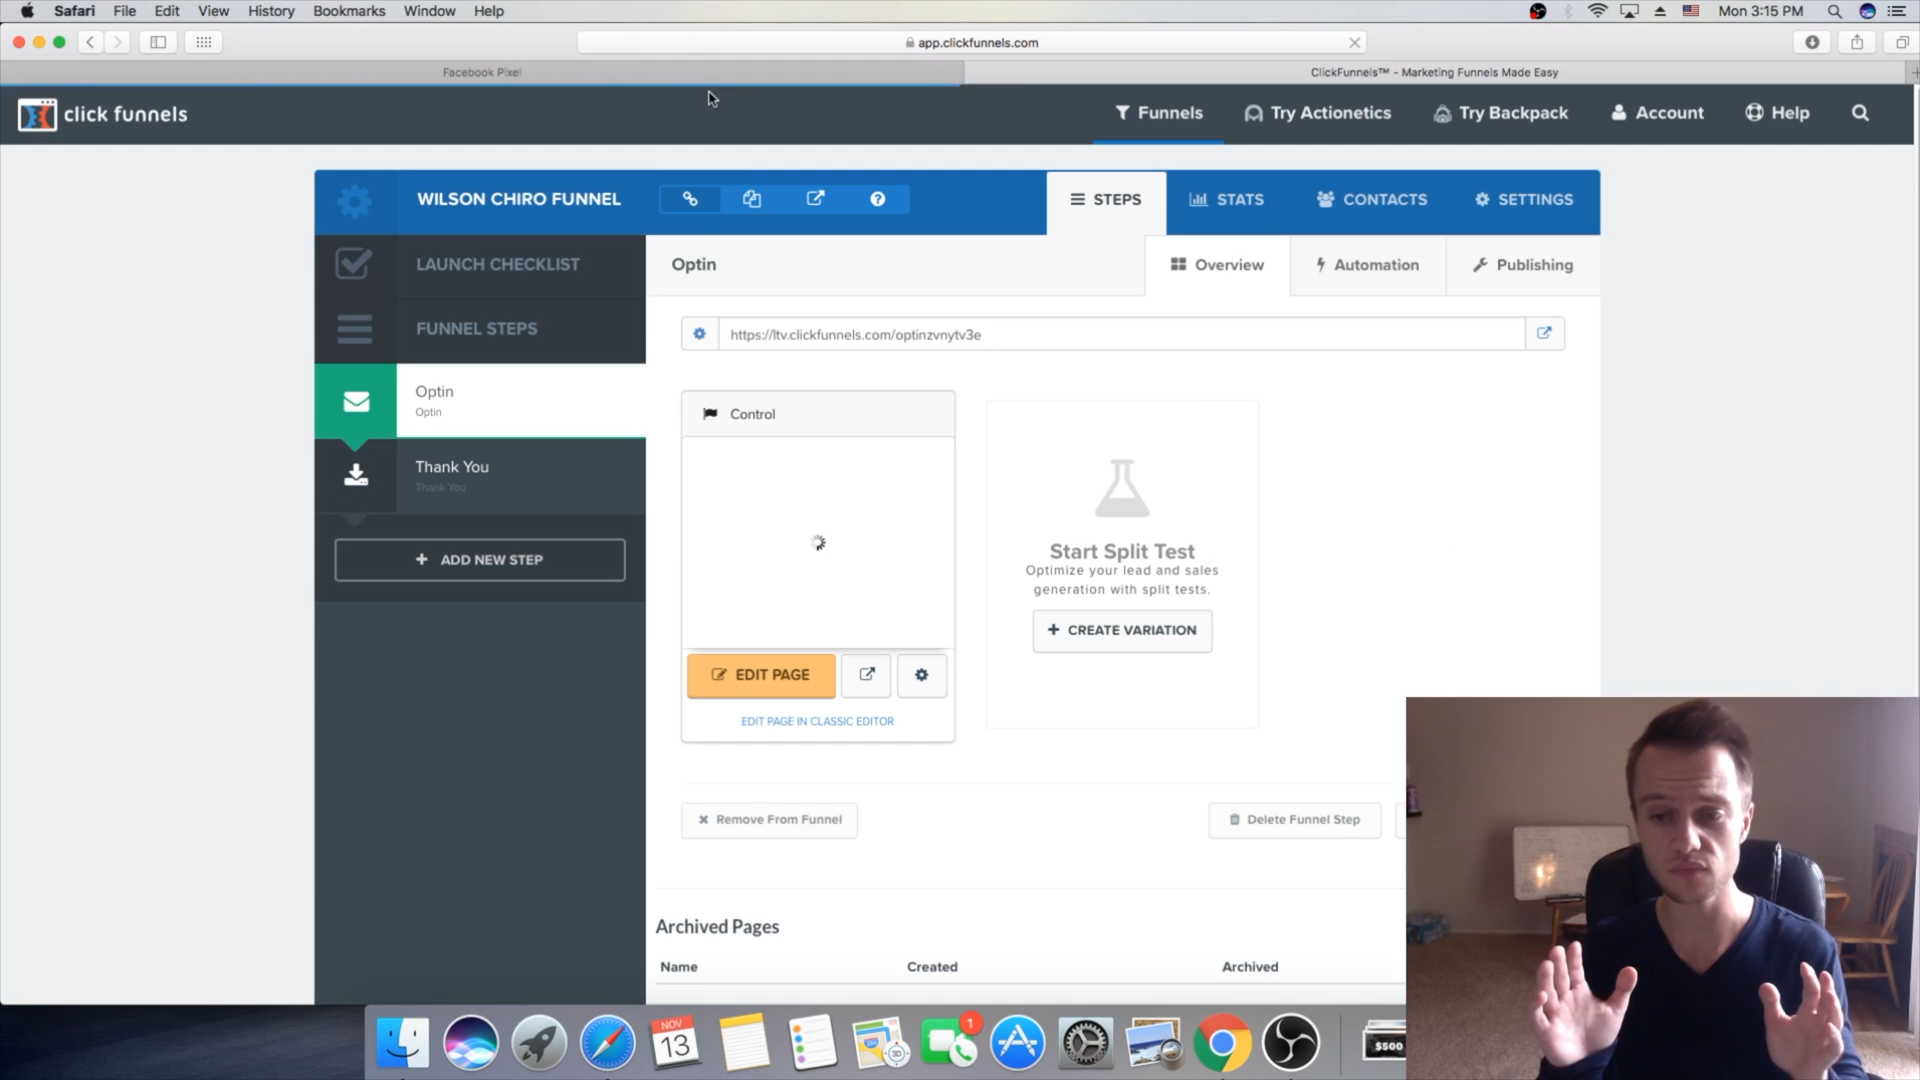 Safari File Edit View History Bookmarks Window Help Mon 3:15 PM
app.clickfunnels.com
Facebook Pixel ClickFunnels™ - Marketing Funnels Made Easy
click funnels Funnels Try Actionetics Try Backpack Account Help
WILSON CHIRO FUNNEL STEPS STATS CONTACTS SETTINGS
LAUNCH CHECKLIST
Optin Overview Automation Publishing
FUNNEL STEPS
https://ltv.clickfunnels.com/optinzvnytv3e
Optin
Optin
Control
Thank You
Thank You
ADD NEW STEP
Start Split Test
Optimize your lead and sales
generation with split tests.
CREATE VARIATION
EDIT PAGE
EDIT PAGE IN CLASSIC EDITOR
Remove From Funnel Delete Funnel Step
Archived Pages
Name Created Archived
NOV
13
3D
1
$500